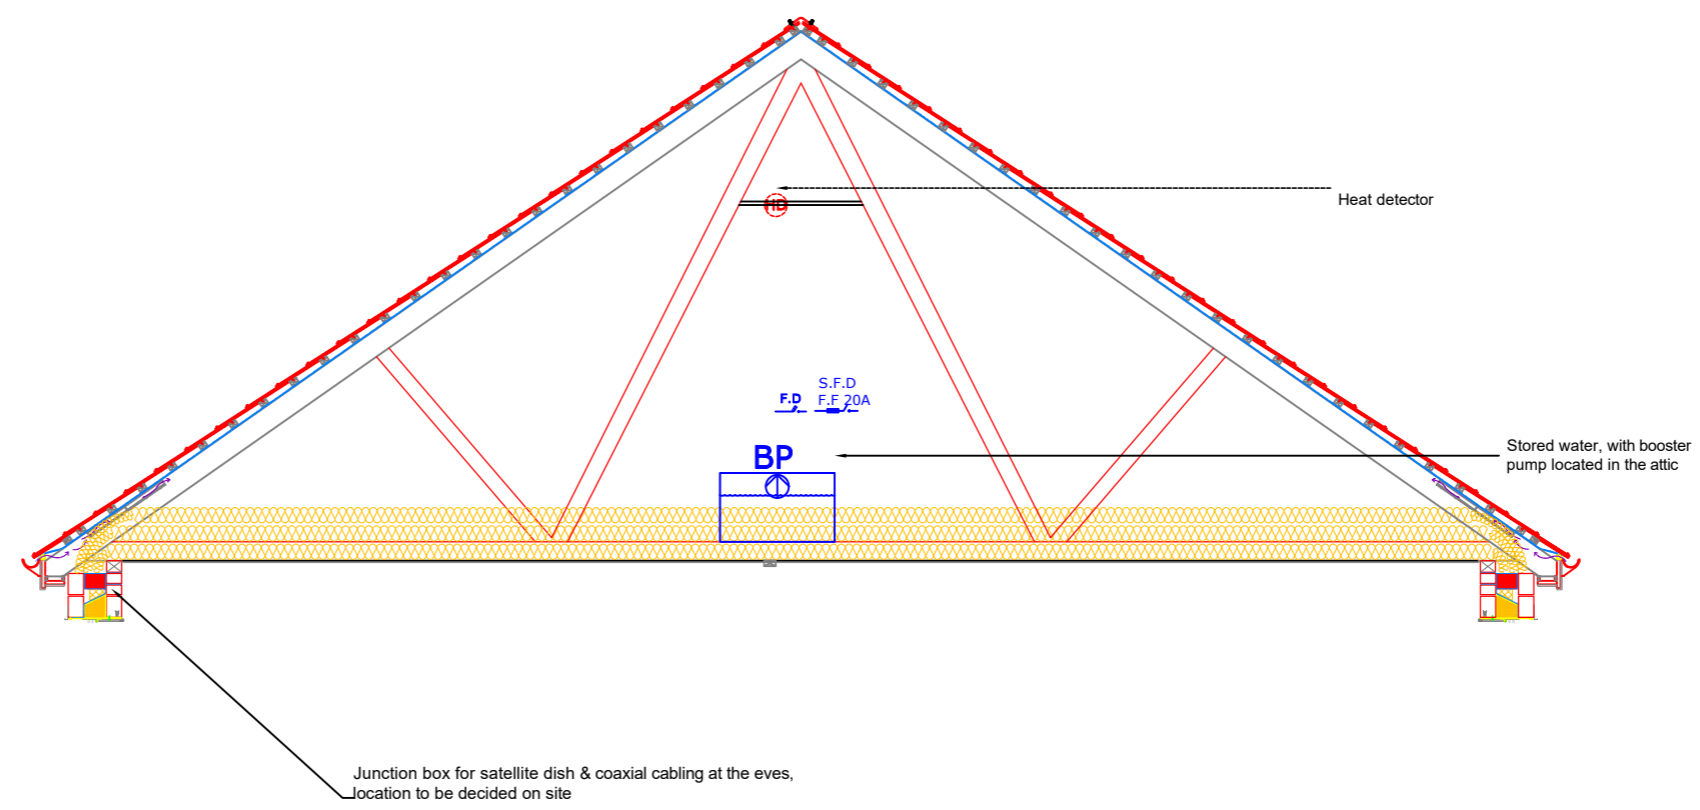 HD
Heat detector
S.F.D
F.D
F.F 20A
BP
Stored water, with booster
pump located in the attic
Junction box for satellite dish & coaxial cabling at the eves,
location to be decided on site